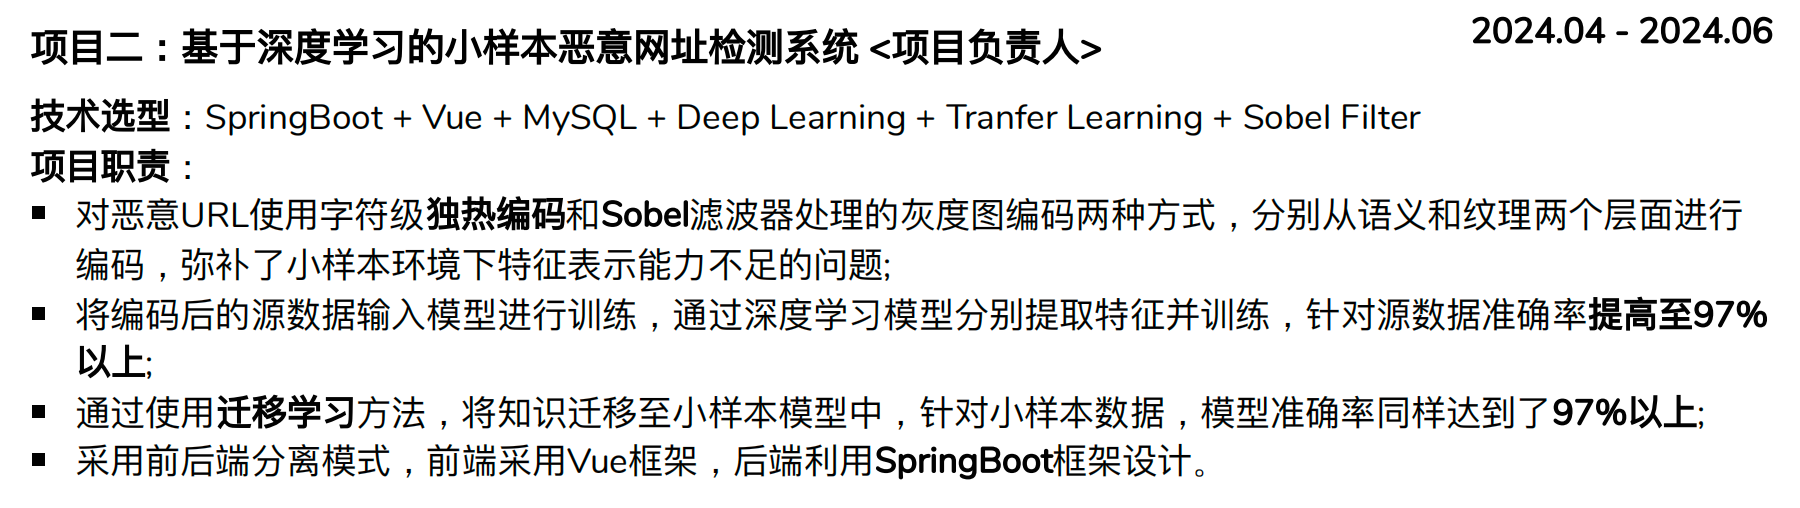 项目二：基于深度学习的小样本恶意网址检测系统 <项目负责人> 2024.04 - 2024.06
技术选型：SpringBoot + Vue + MySQL + Deep Learning + Tranfer Learning + Sobel Filter
项目职责：
▪ 对恶意URL使用字符级独热编码和Sobel滤波器处理的灰度图编码两种方式，分别从语义和纹理两个层面进行
编码，弥补了小样本环境下特征表示能力不足的问题;
▪ 将编码后的源数据输入模型进行训练，通过深度学习模型分别提取特征并训练，针对源数据准确率提高至97%
以上;
▪ 通过使用迁移学习方法，将知识迁移至小样本模型中，针对小样本数据，模型准确率同样达到了97%以上;
▪ 采用前后端分离模式，前端采用Vue框架，后端利用SpringBoot框架设计。